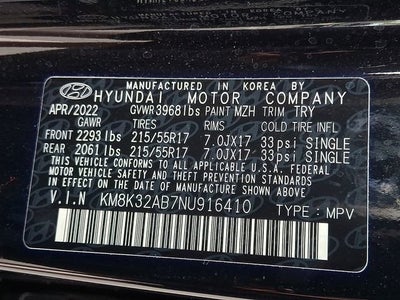 MANUFACTURED IN KOREA BY
HYUNDAI MOTOR COMPANY
APR/2022 GVWR3968lbs PAINT MZH TRIM TRY
GAWR TIRES RIMS COLD TIRE INFL
FRONT 2293lbs 215/55R17 7.0JX17 33psi SINGLE
REAR 2061lbs 215/55R17 7.0JX17 33psi SINGLE
THIS VEHICLE CONFORMS TO ALL APPLICABLE U.S.A. FEDERAL
MOTOR VEHICLE SAFETY, BUMPER, AND THEFT PREVENTION STANDARDS
IN EFFECT ON THE DATE OF MANUFACTURE SHOWN ABOVE.
V.I.N KM8K32AB7NU916410 TYPE: MPV